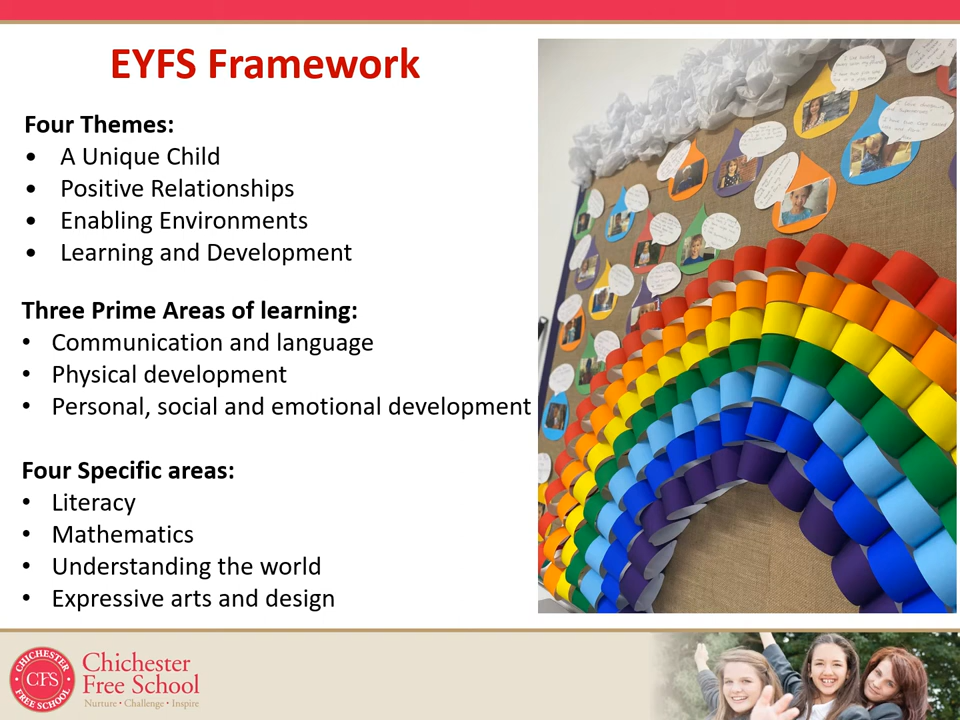 EYFS Framework
Four Themes:
• A Unique Child
• Positive Relationships
• Enabling Environments
• Learning and Development
Three Prime Areas of learning:
• Communication and language
• Physical development
• Personal, social and emotional development
Four Specific areas:
• Literacy
• Mathematics
• Understanding the world
• Expressive arts and design
CHICHESTER
CFS
FREE SCHOOL
Chichester
Free School
Nurture • Challenge • Inspire